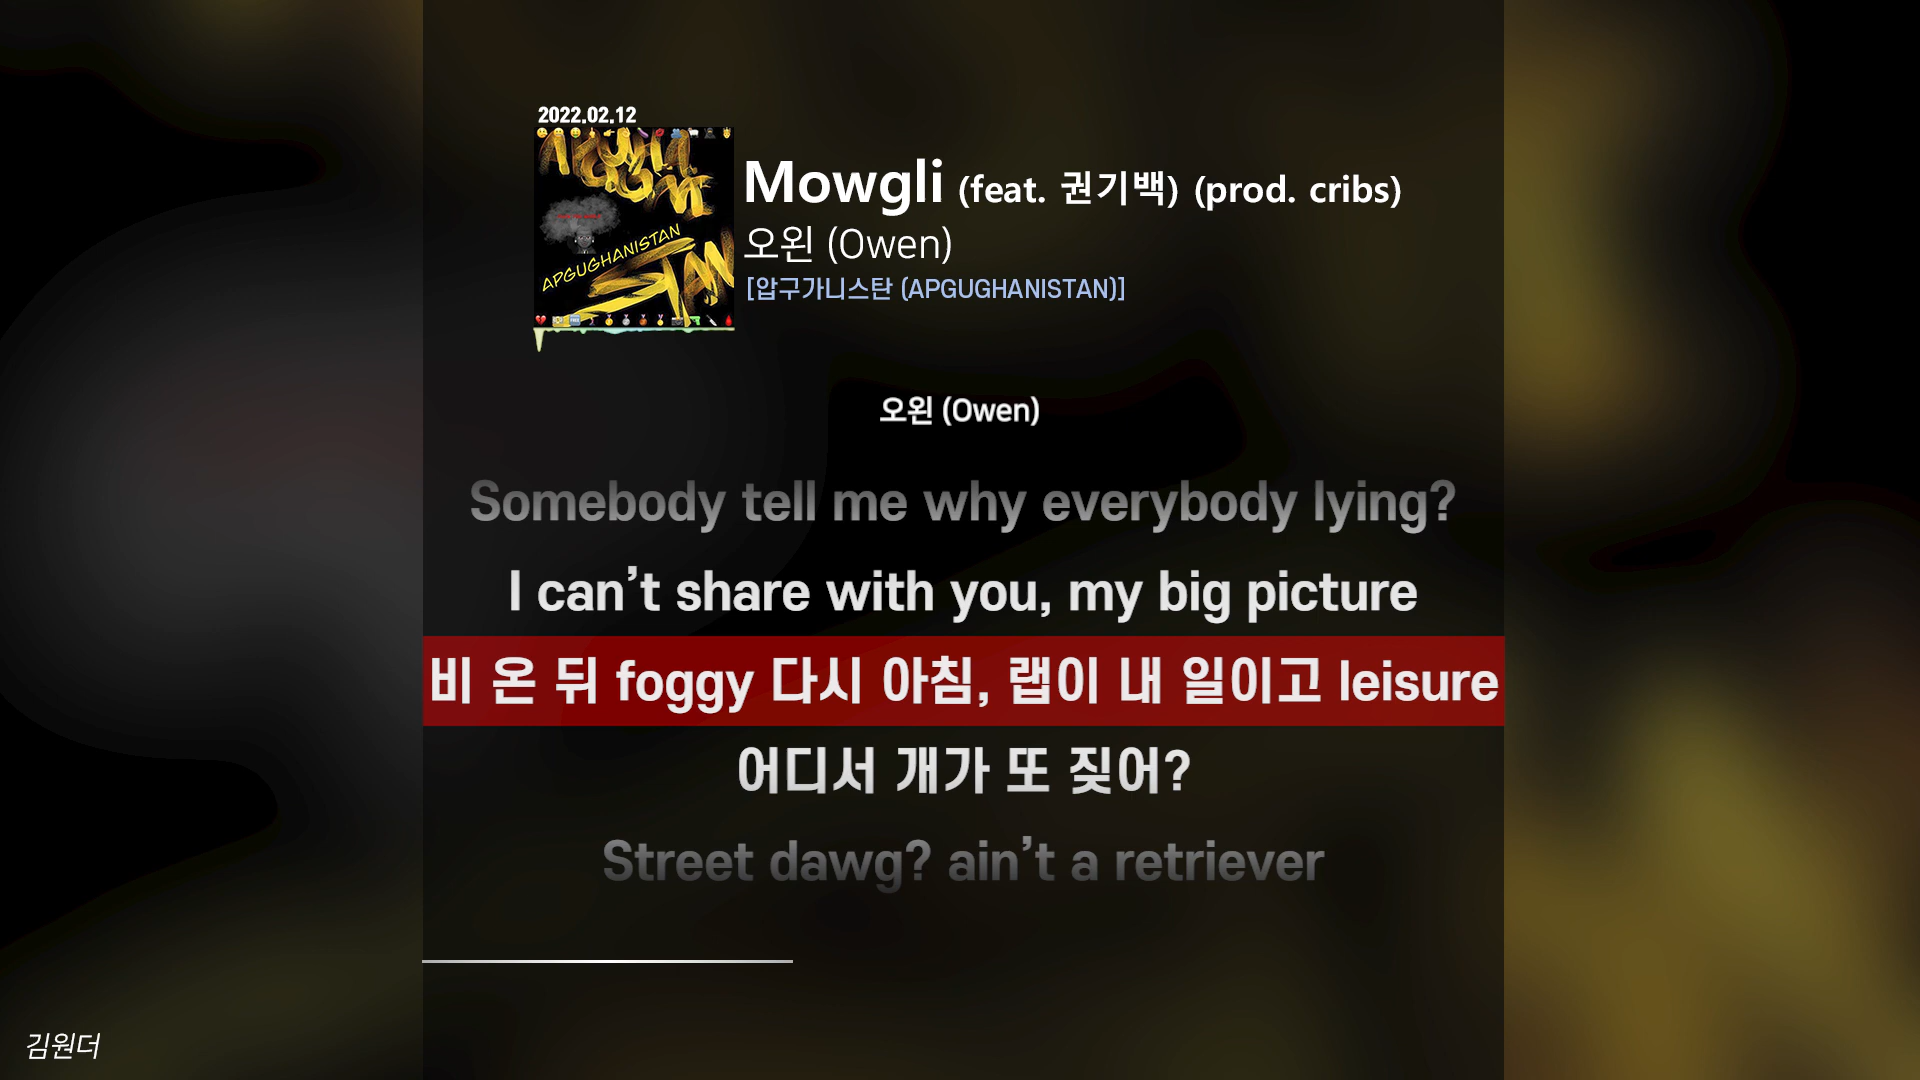 2022.02.12
APGUGHANISTAN
Mowgli (feat. 권기백) (prod. cribs)
오왼 (Owen)
[압구가니스탄 (APGUGHANISTAN)]
오왼 (Owen)
Somebody tell me why everybody lying?
I can’t share with you, my big picture
비 온 뒤 foggy 다시 아침, 랩이 내 일이고 leisure
어디서 개가 또 짖어?
Street dawg? ain’t a retriever
김원더